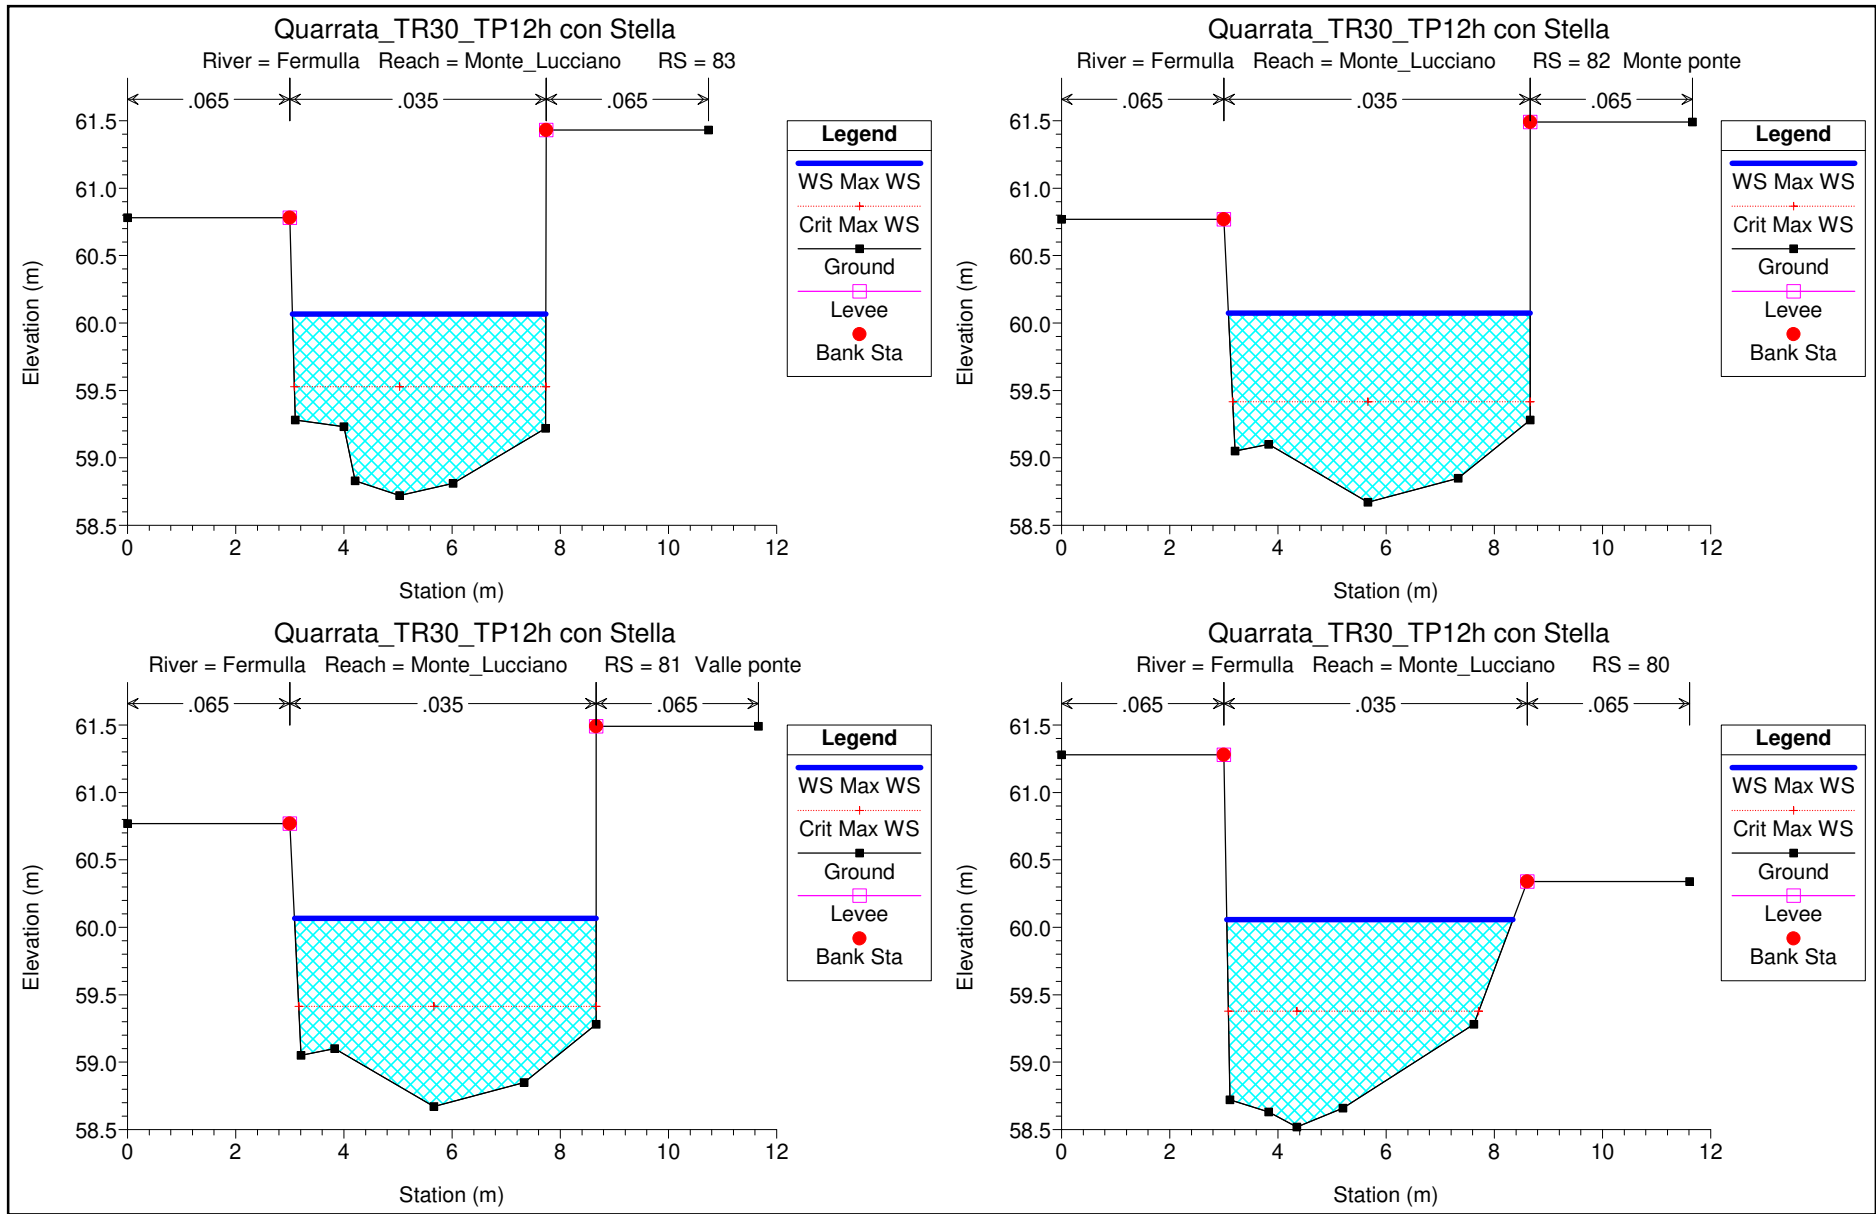 Quarrata_TR30_TP12h con Stella
River = Fermulla Reach = Monte_Lucciano RS = 83
.065 .035 .065
61.5
61.0
60.5
60.0
59.5
59.0
58.5
0 2 4 6 8 10 12
Elevation (m)
Station (m)
Legend
WS Max WS
Crit Max WS
Ground
Levee
Bank Sta
Quarrata_TR30_TP12h con Stella
River = Fermulla Reach = Monte_Lucciano RS = 82 Monte ponte
.065 .035 .065
61.5
61.0
60.5
60.0
59.5
59.0
58.5
0 2 4 6 8 10 12
Elevation (m)
Station (m)
Legend
WS Max WS
Crit Max WS
Ground
Levee
Bank Sta
Quarrata_TR30_TP12h con Stella
River = Fermulla Reach = Monte_Lucciano RS = 81 Valle ponte
.065 .035 .065
61.5
61.0
60.5
60.0
59.5
59.0
58.5
0 2 4 6 8 10 12
Elevation (m)
Station (m)
Legend
WS Max WS
Crit Max WS
Ground
Levee
Bank Sta
Quarrata_TR30_TP12h con Stella
River = Fermulla Reach = Monte_Lucciano RS = 80
.065 .035 .065
61.5
61.0
60.5
60.0
59.5
59.0
58.5
0 2 4 6 8 10 12
Elevation (m)
Station (m)
Legend
WS Max WS
Crit Max WS
Ground
Levee
Bank Sta